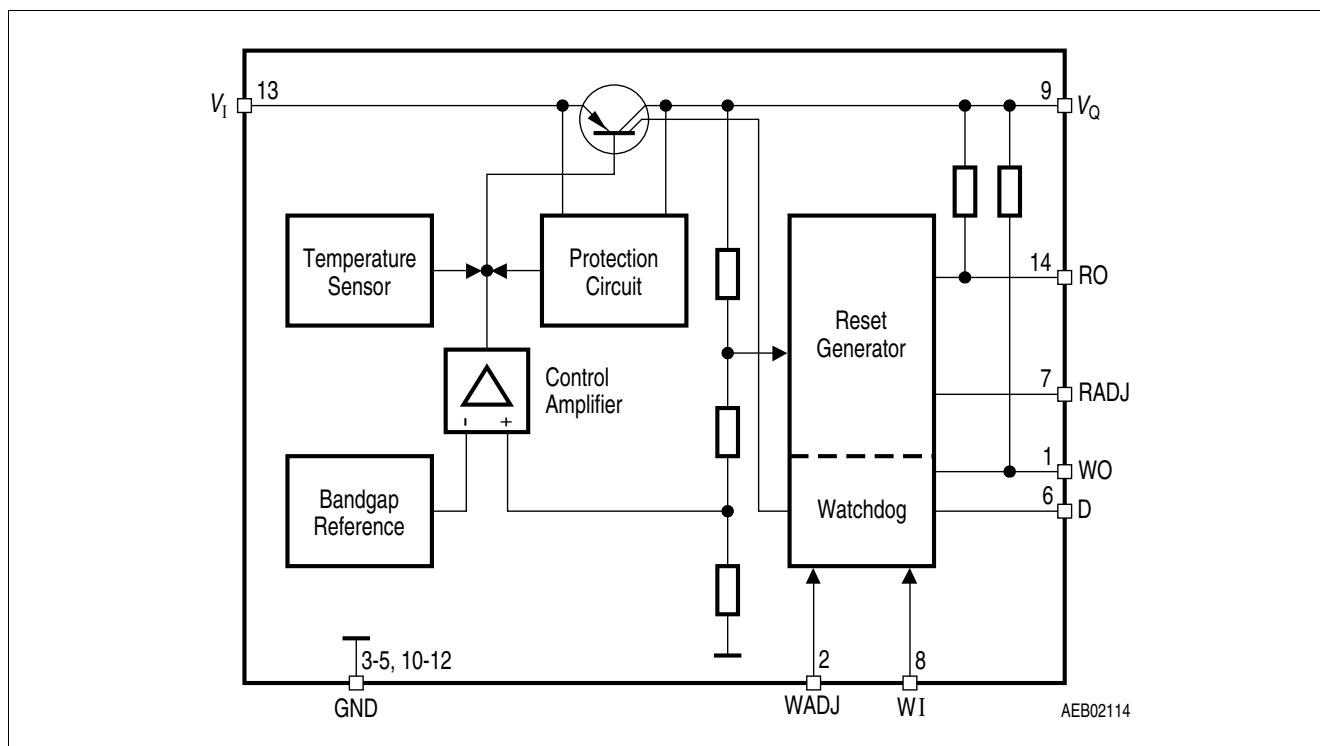 13
V_I
9
V_Q
Temperature
Sensor
Protection
Circuit
Reset
Generator
14
RO
Control
Amplifier
- +
7
RADJ
1
WO
Bandgap
Reference
Watchdog
6
D
3-5, 10-12
GND
2
WADJ
8
WI
AEB02114